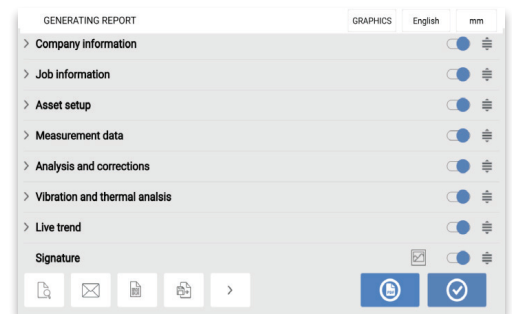 GENERATING REPORT GRAPHICS English mm
Company information
Job information
Asset setup
Measurement data
Analysis and corrections
Vibration and thermal analsis
Live trend
Signature